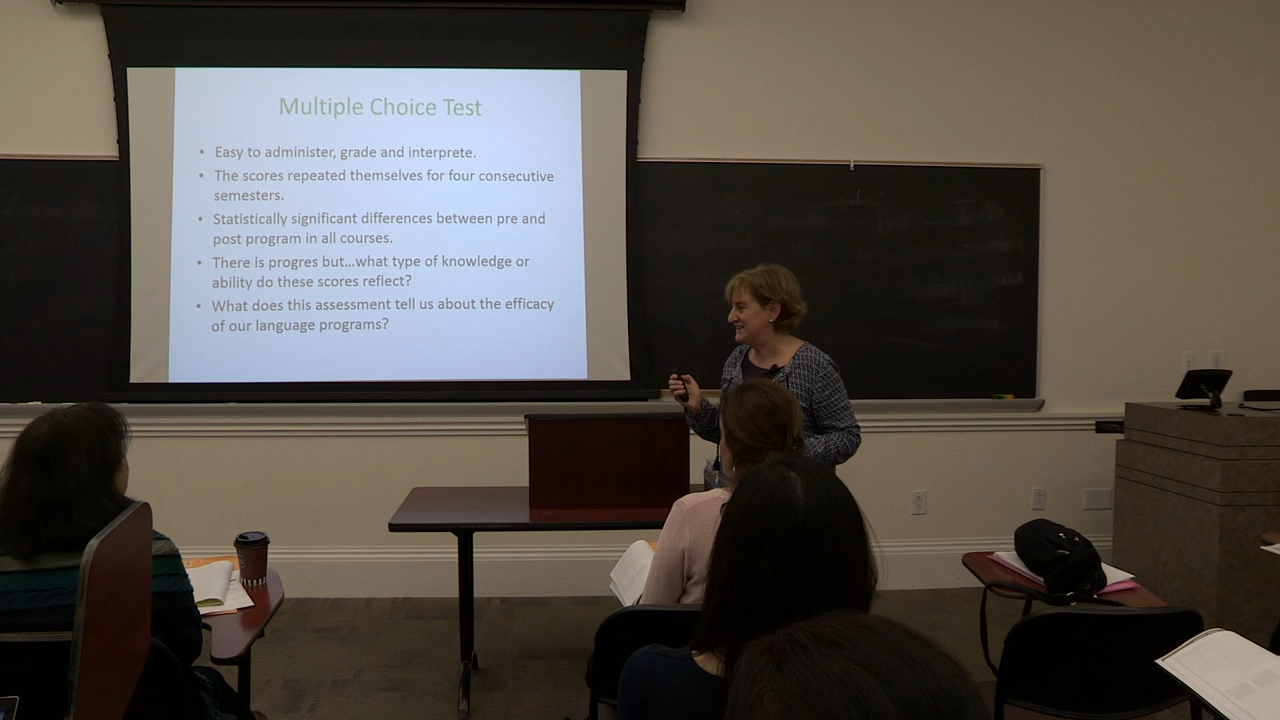 Multiple Choice Test
• Easy to administer, grade and interprete.
• The scores repeated themselves for four consecutive
semesters.
• Statistically significant differences between pre and
post program in all courses.
• There is progres but...what type of knowledge or
ability do these scores reflect?
• What does this assessment tell us about the efficacy
of our language programs?